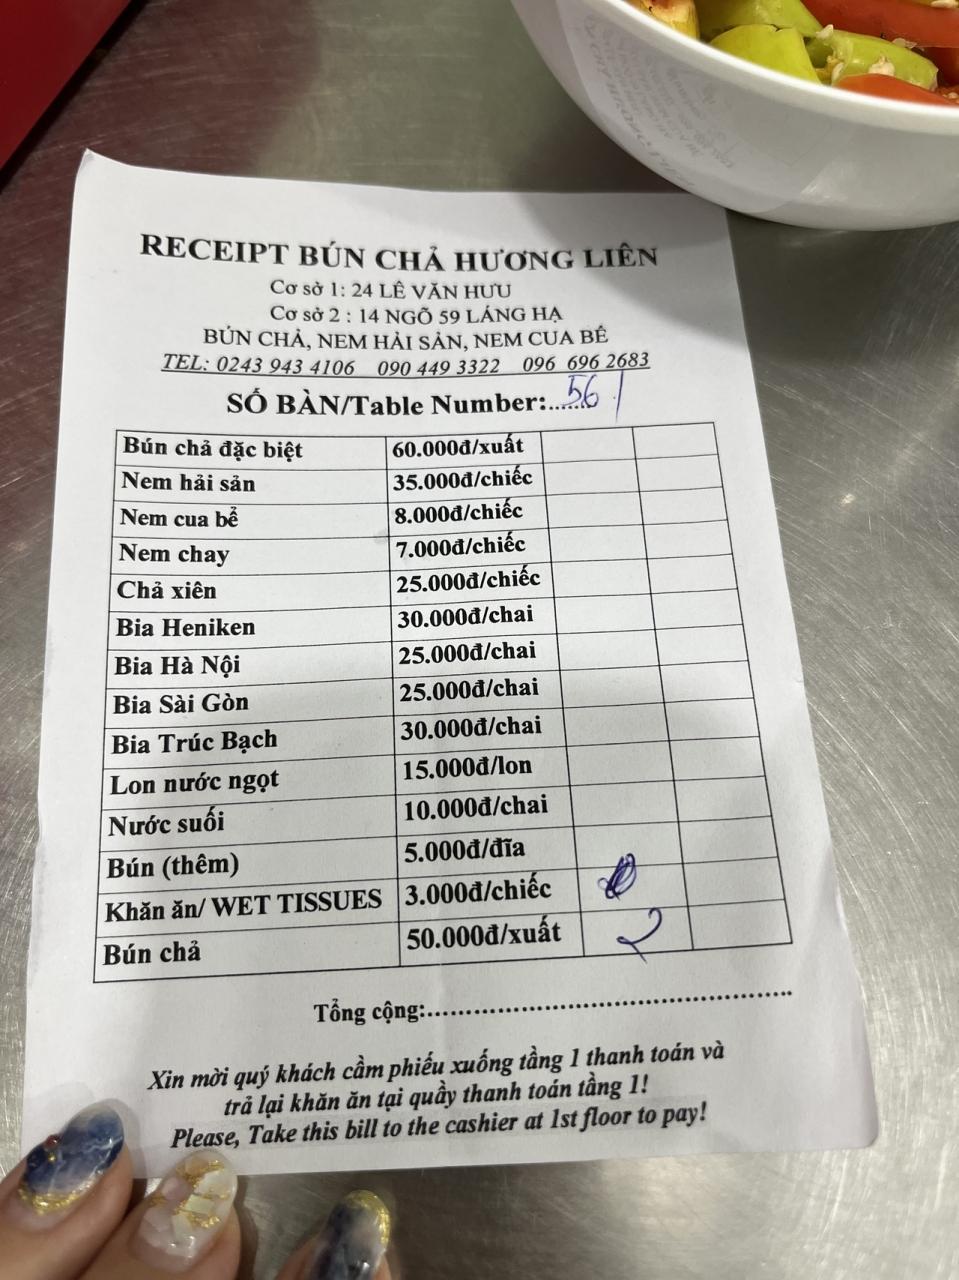 RECEIPT BÚN CHẢ HƯƠNG LIÊN
Cơ sở 1: 24 LÊ VĂN HƯU
Cơ sở 2 : 14 NGÕ 59 LÁNG HẠ
BÚN CHẢ, NEM HẢI SẢN, NEM CUA BỂ
TEL: 0243 943 4106 090 449 3322 096 696 2683
SỐ BÀN/Table Number:.......56
Bún chả đặc biệt 60.000đ/xuất
Nem hải sản 35.000đ/chiếc
Nem cua bể 8.000đ/chiếc
Nem chay 7.000đ/chiếc
Chả xiên 25.000đ/chiếc
Bia Heniken 30.000đ/chai
Bia Hà Nội 25.000đ/chai
Bia Sài Gòn 25.000đ/chai
Bia Trúc Bạch 30.000đ/chai
Lon nước ngọt 15.000đ/lon
Nước suối 10.000đ/chai
Bún (thêm) 5.000đ/đĩa
Khăn ăn/ WET TISSUES 3.000đ/chiếc
Bún chả 50.000đ/xuất 2
Tổng cộng:..................................................
Xin mời quý khách cầm phiếu xuống tầng 1 thanh toán và
trả lại khăn ăn tại quầy thanh toán tầng 1!
Please, Take this bill to the cashier at 1st floor to pay!